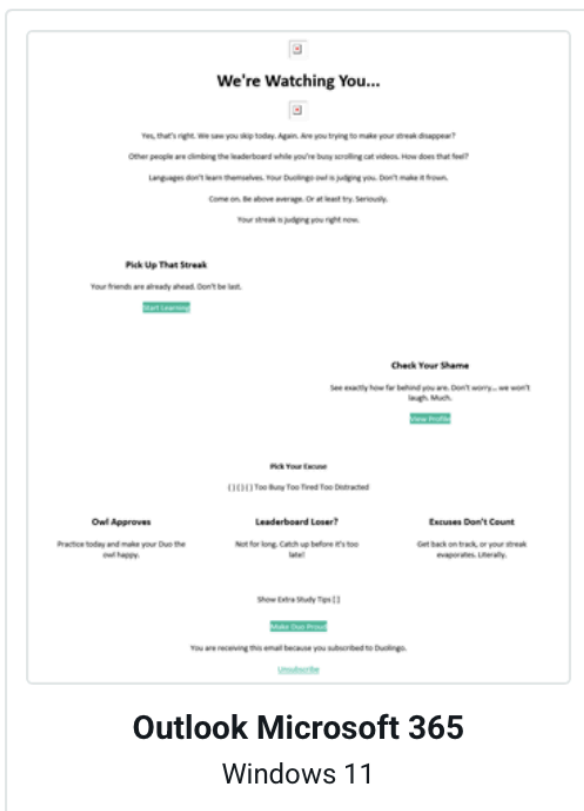 We're Watching You...
Yes, that's right. We saw you skip today. Again. Are you trying to make your streak disappear?
Other people are climbing the leaderboard while you're busy scrolling cat videos. How does that feel?
Languages don't learn themselves. Your Duolingo owl is judging you. Don't make it frown.
Come on. Be above average. Or at least try. Seriously.
Your streak is judging you right now.
Pick Up That Streak
Your friends are already ahead. Don't be last.
Start Learning
Check Your Shame
See exactly how far behind you are. Don't worry... we won't
laugh. Much.
View Profile
Pick Your Excuse
( ) ( ) ( ) Too Busy Too Tired Too Distracted
Owl Approves
Practice today and make your Duo the
owl happy.
Leaderboard Loser?
Not for long. Catch up before it's too
late!
Excuses Don't Count
Get back on track, or your streak
evaporates. Literally.
Show Extra Study Tips [ ]
Make Duo Proud
You are receiving this email because you subscribed to Duolingo.
Unsubscribe
Outlook Microsoft 365
Windows 11